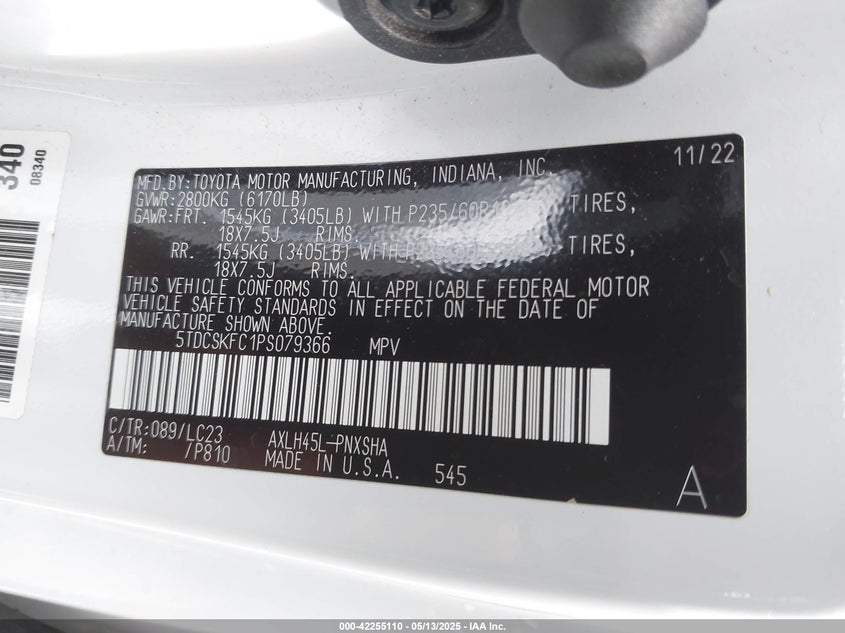 340
08340
11/22
MFD.BY:TOYOTA MOTOR MANUFACTURING, INDIANA, INC.
GVWR:2800KG (6170LB)
GAWR:FRT. 1545KG (3405LB) WITH P235/60R18 TIRES,
18X7.5J RIMS
RR. 1545KG (3405LB) WITH TIRES,
18X7.5J RIMS.
THIS VEHICLE CONFORMS TO ALL APPLICABLE FEDERAL MOTOR
VEHICLE SAFETY STANDARDS IN EFFECT ON THE DATE OF
MANUFACTURE SHOWN ABOVE.
5TDCSKFC1PS079366 MPV
C/TR:089/LC23 AXLH45L-PNXSHA
A/TM: /P810 MADE IN U.S.A. 545
A
000-42255110 | 05/13/2025 | IAA Inc.